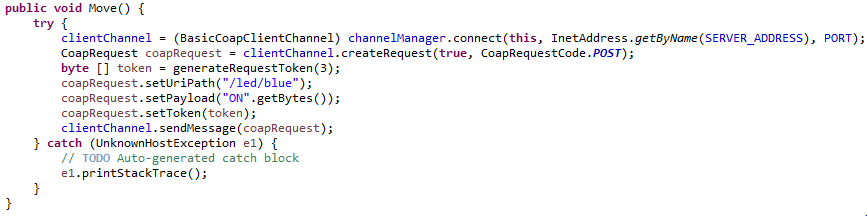 public void Move() {
    try {
        clientChannel = (BasicCoapClientChannel) channelManager.connect(this, InetAddress.getByName(SERVER_ADDRESS), PORT);
        CoapRequest coapRequest = clientChannel.createRequest(true, CoapRequestCode.POST);
        byte [] token = generateRequestToken(3);
        coapRequest.setUriPath("/led/blue");
        coapRequest.setPayload("ON".getBytes());
        coapRequest.setToken(token);
        clientChannel.sendMessage(coapRequest);
    } catch (UnknownHostException e1) {
        // TODO Auto-generated catch block
        e1.printStackTrace();
    }
}